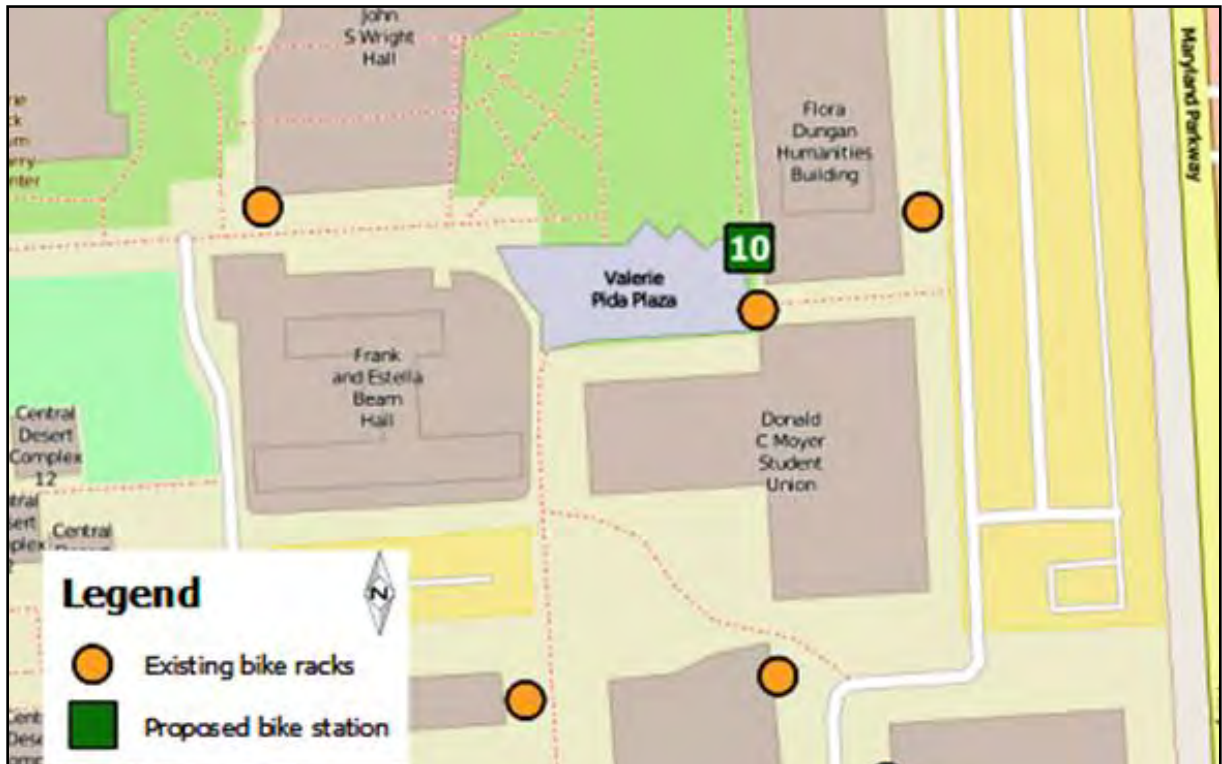 John
S Wright
Hall
Flora
Dungan
Humanities
Building
Maryland Parkway
10
Valerie
Pida Plaza
Frank
and Estella
Beam
Hall
Donald
C Moyer
Student
Union
Central
Desert
Complex
12
Central
Legend
N
Existing bike racks
Proposed bike station